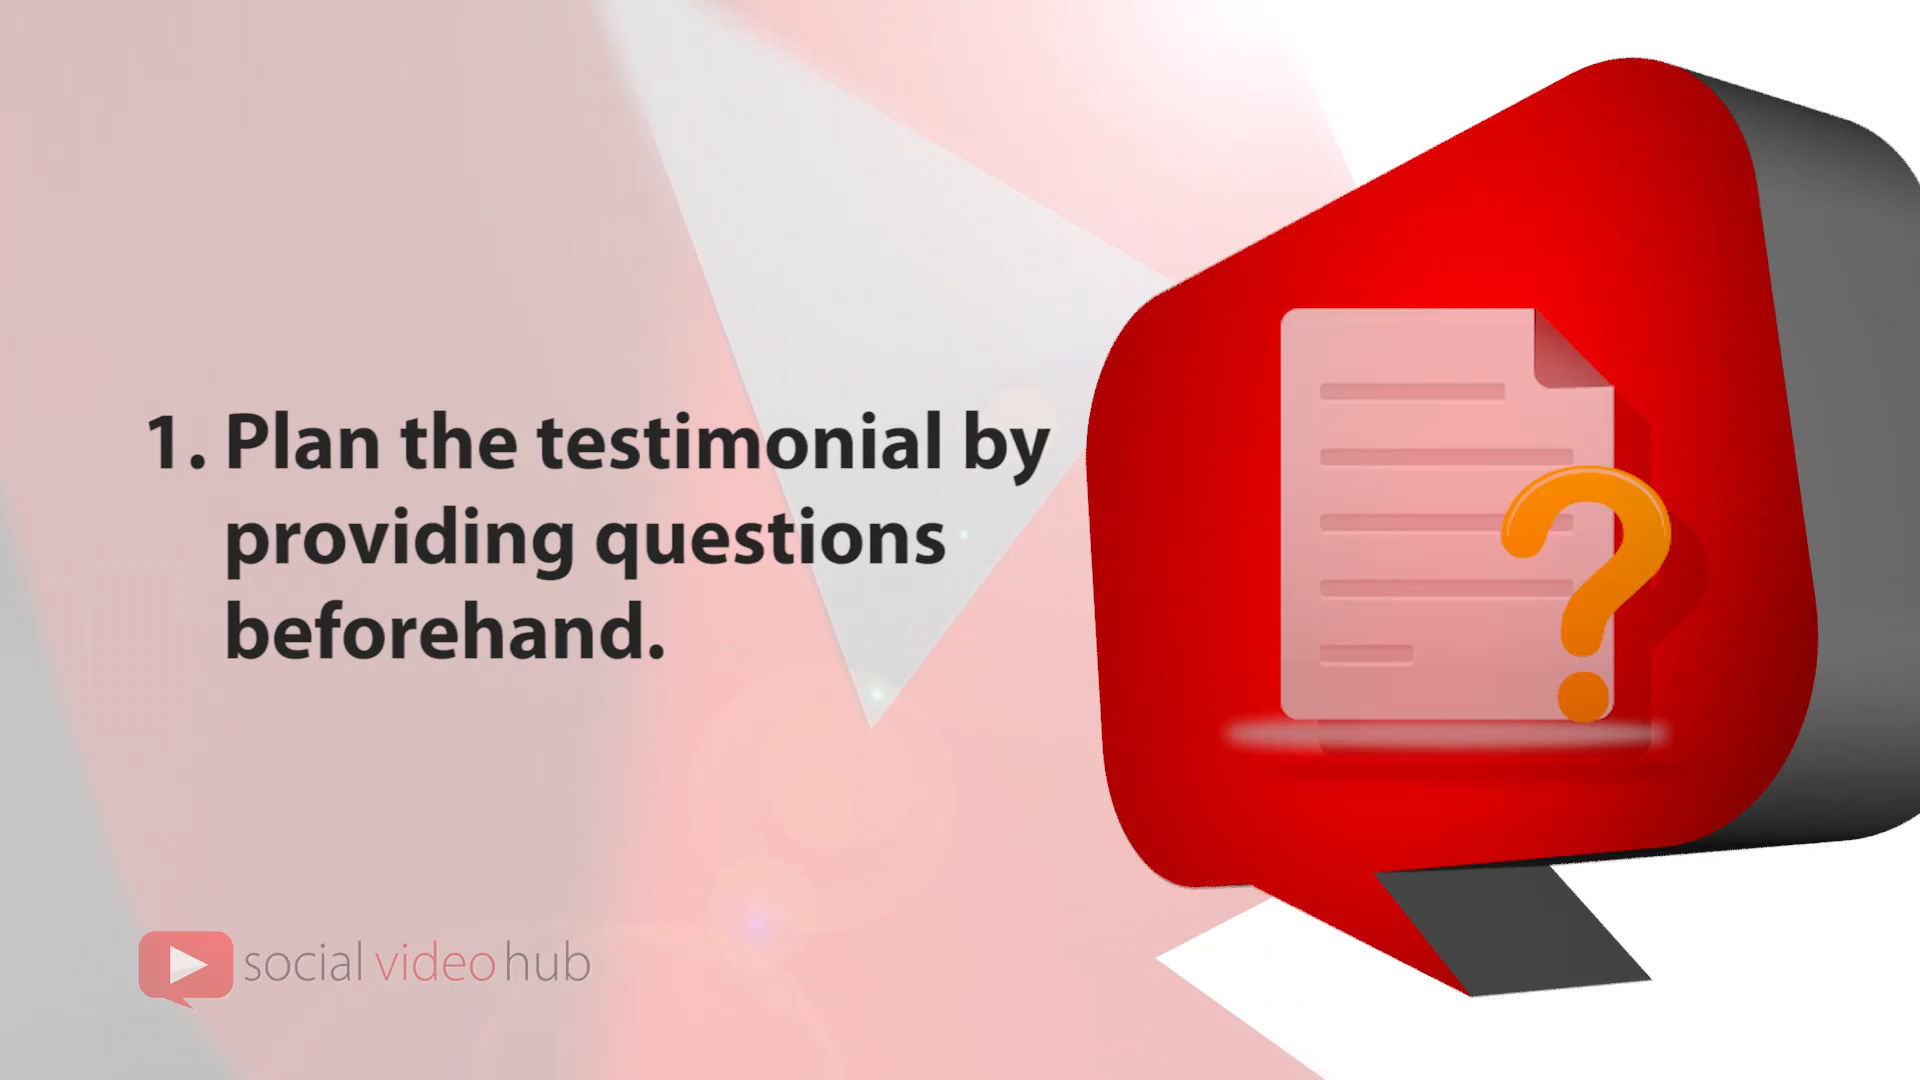 1. Plan the testimonial by
providing questions
beforehand.
social video hub